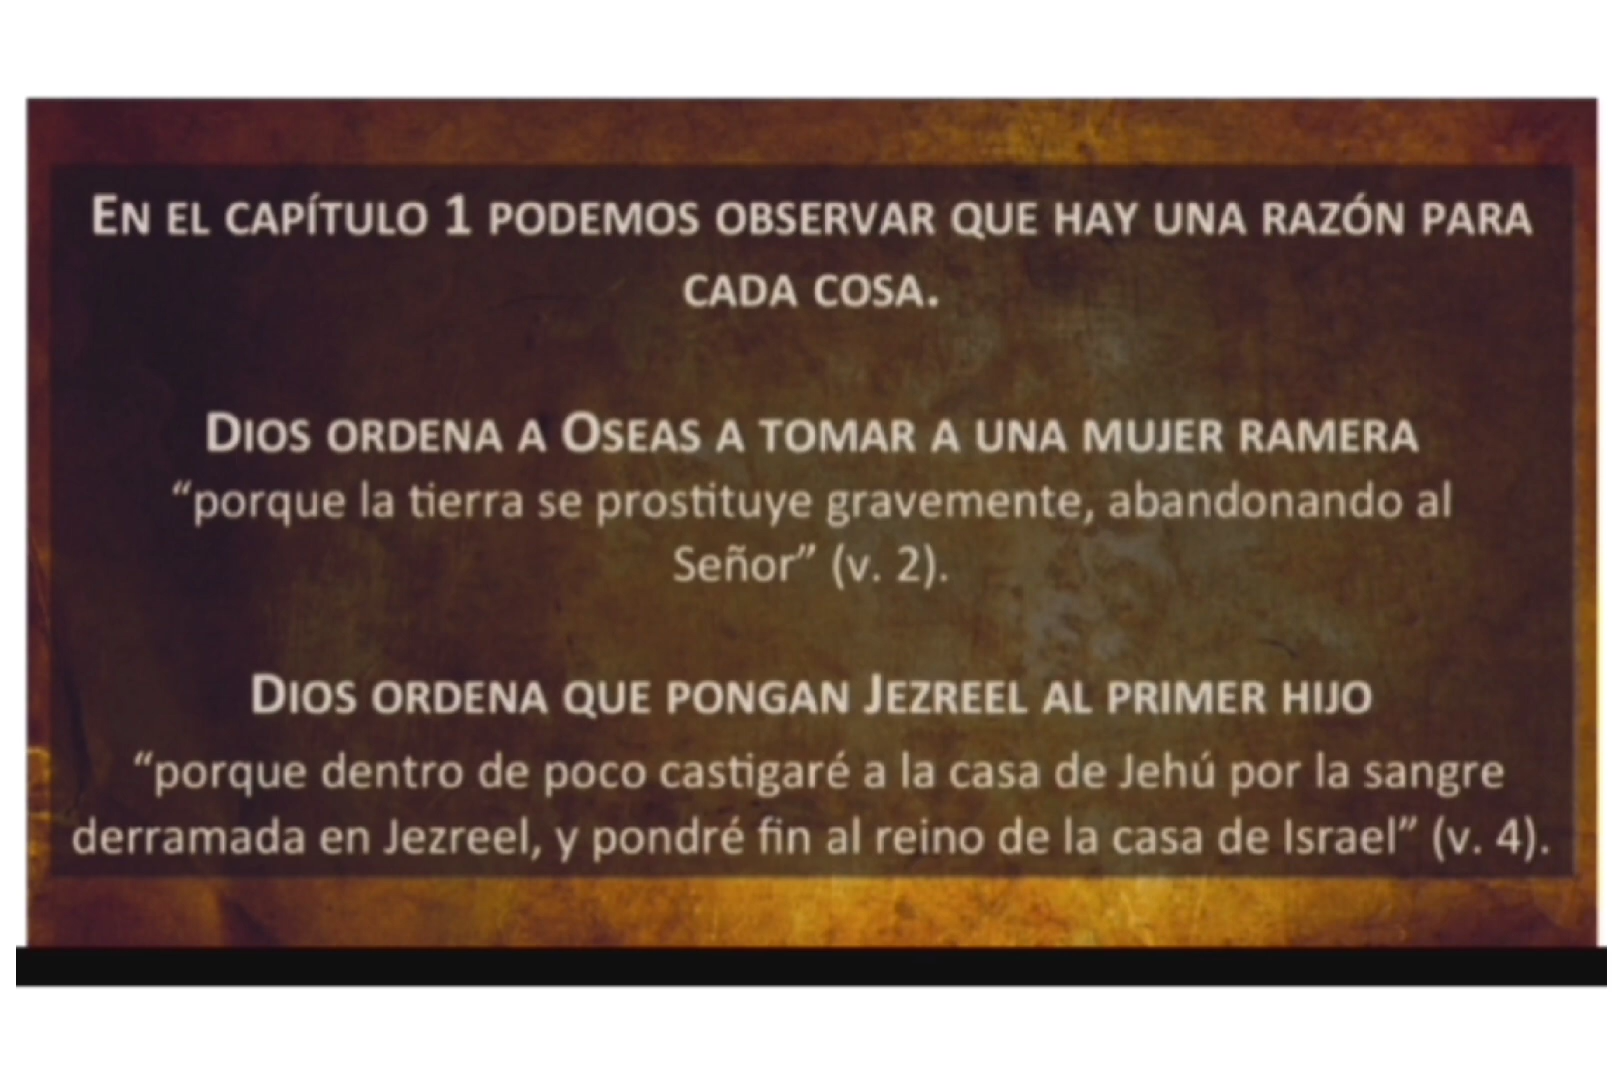 En el capítulo 1 podemos observar que hay una razón para
cada cosa.
Dios ordena a Oseas a tomar a una mujer ramera
“porque la tierra se prostituye gravemente, abandonando al
Señor” (v. 2).
Dios ordena que pongan Jezreel al primer hijo
“porque dentro de poco castigaré a la casa de Jehú por la sangre
derramada en Jezreel, y pondré fin al reino de la casa de Israel” (v. 4).